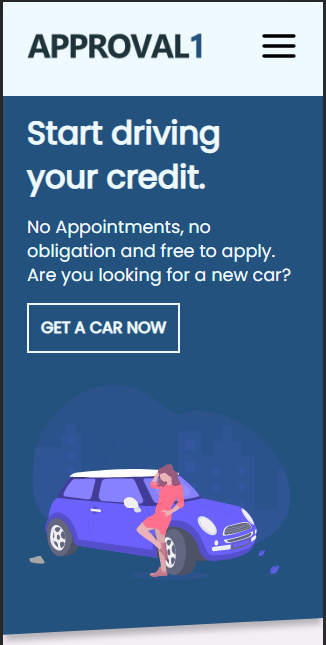 APPROVAL1
Start driving
your credit.
No Appointments, no
obligation and free to apply.
Are you looking for a new car?
GET A CAR NOW